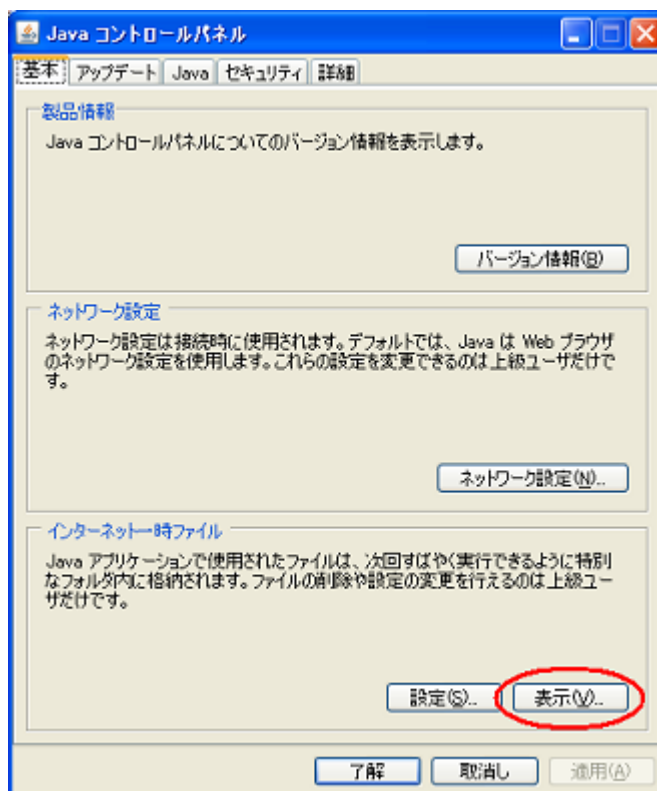 Java コントロールパネル
基本 アップデート Java セキュリティ 詳細
製品情報
Java コントロールパネルについてのバージョン情報を表示します。
バージョン情報(B)
ネットワーク設定
ネットワーク設定は接続時に使用されます。デフォルトでは、Java は Web ブラウザ
のネットワーク設定を使用します。これらの設定を変更できるのは上級ユーザだけで
す。
ネットワーク設定(N)...
インターネット一時ファイル
Java アプリケーションで使用されたファイルは、次回すばやく実行できるように特別
なフォルダ内に格納されます。ファイルの削除や設定の変更を行えるのは上級ユー
ザだけです。
設定(S)... 表示(V)...
了解 取消し 適用(A)